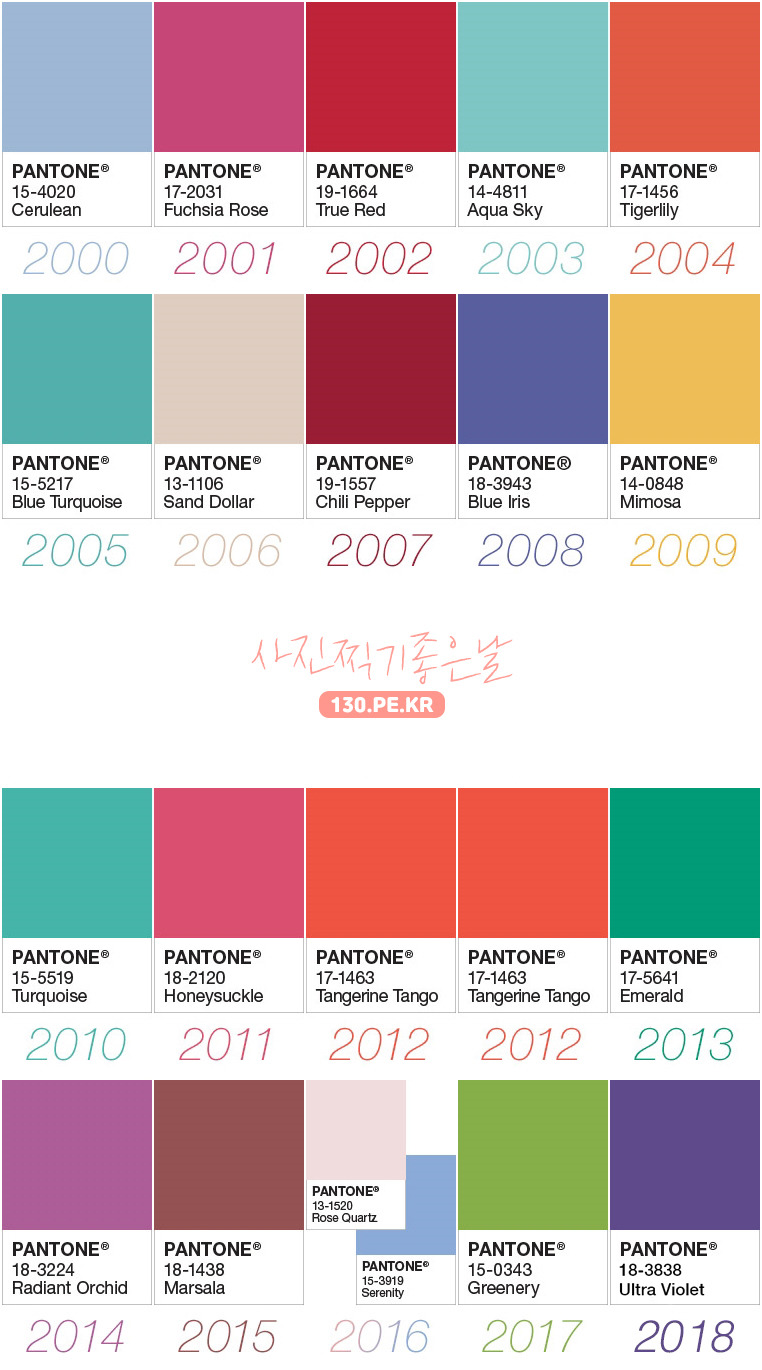 PANTONE®
15-4020
Cerulean
PANTONE®
17-2031
Fuchsia Rose
PANTONE®
19-1664
True Red
PANTONE®
14-4811
Aqua Sky
PANTONE®
17-1456
Tigerlily
2000
2001
2002
2003
2004
PANTONE®
15-5217
Blue Turquoise
PANTONE®
13-1106
Sand Dollar
PANTONE®
19-1557
Chili Pepper
PANTONE®
18-3943
Blue Iris
PANTONE®
14-0848
Mimosa
2005
2006
2007
2008
2009
사진찍기좋은날
130.PE.KR
PANTONE®
15-5519
Turquoise
PANTONE®
18-2120
Honeysuckle
PANTONE®
17-1463
Tangerine Tango
PANTONE®
17-1463
Tangerine Tango
PANTONE®
17-5641
Emerald
2010
2011
2012
2012
2013
PANTONE®
18-3224
Radiant Orchid
PANTONE®
18-1438
Marsala
PANTONE®
13-1520
Rose Quartz
PANTONE®
15-3919
Serenity
PANTONE®
15-0343
Greenery
PANTONE®
18-3838
Ultra Violet
2014
2015
2016
2017
2018